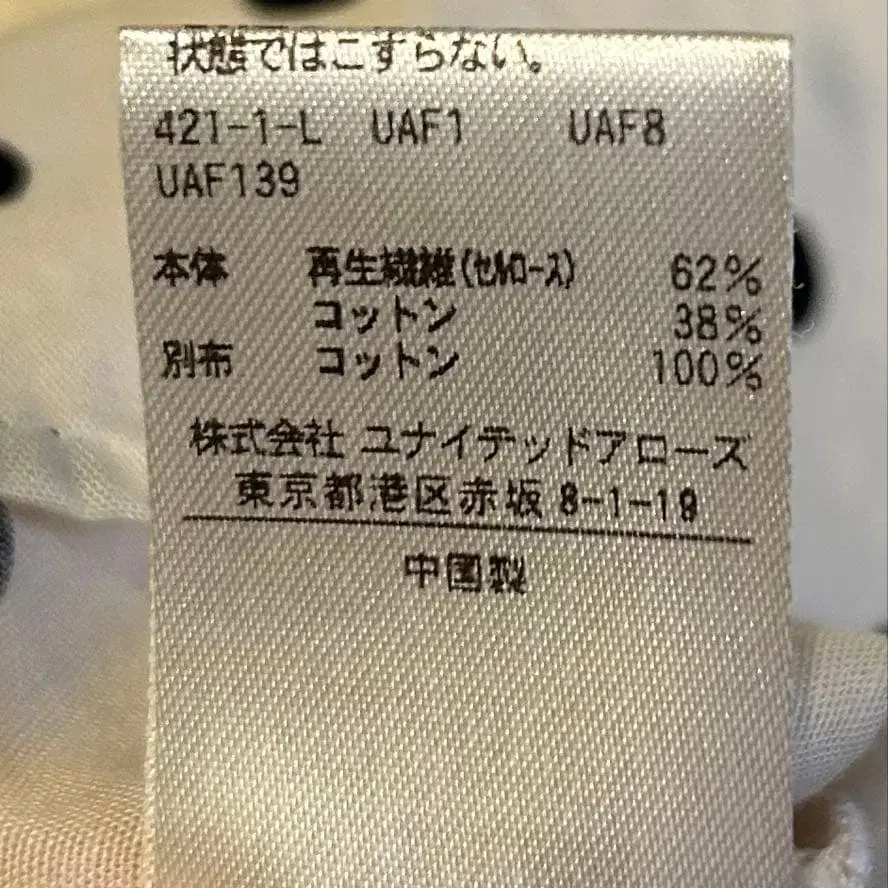 状態ではこすらない。
421-1-L UAF1 UAF8
UAF139
本体 再生繊維(セルロース) 62%
コットン 38%
別布 コットン 100%
株式会社 ユナイテッドアローズ
東京都港区赤坂 8-1-19
中国製